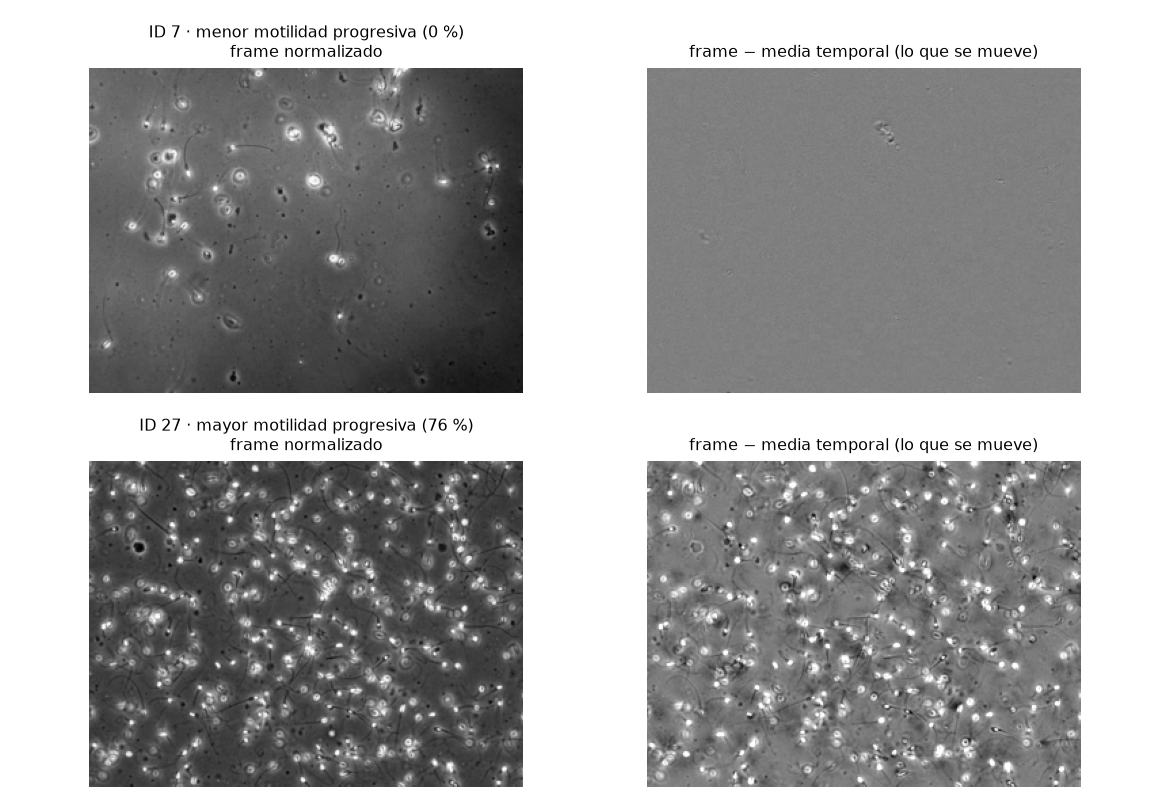 ID 7 · menor motilidad progresiva (0 %)
frame normalizado
frame − media temporal (lo que se mueve)
ID 27 · mayor motilidad progresiva (76 %)
frame normalizado
frame − media temporal (lo que se mueve)